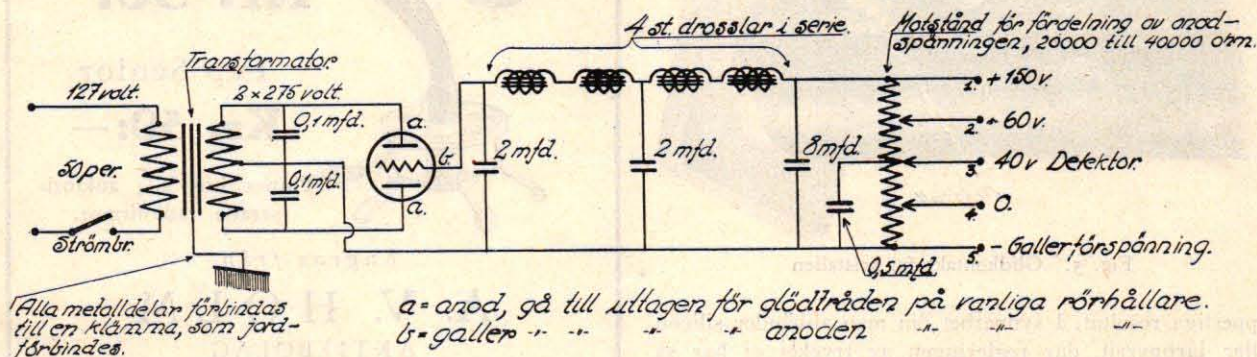 4 st. drosslar i serie.
Motstånd för fördelning av anod-
spänningen, 20000 till 40000 ohm.
Transformator
127 volt.
2×275 volt.
0,1 mfd.
0,1 mfd.
50 per.
Strömbr.
a.
b.
a.
2 mfd.
2 mfd.
8 mfd.
0,5 mfd.
1. + 150 v.
2. + 60 v.
3. 40 v Detektor.
4. 0.
5. - Gallerförspänning.
Alla metalldelar förbindas
till en klämma, som jord-
förbindes.
a = anod, gå till uttagen för glödtråden på vanliga rörhållare.
b = galler -"- -"- -"- anoden -"- -"- -"-